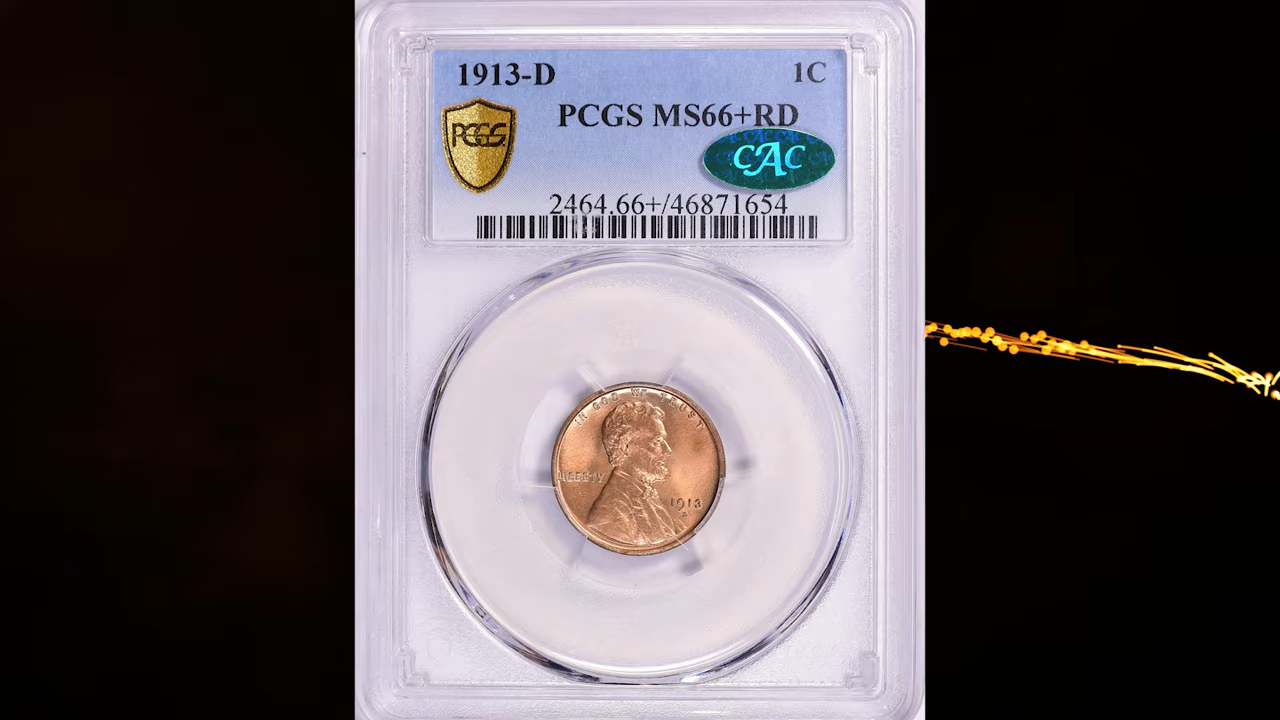 1913-D 1C
PCGS MS66+RD
PCGS
CAC
2464.66+/46871654
IN GOD WE TRUST
LIBERTY
1913
D